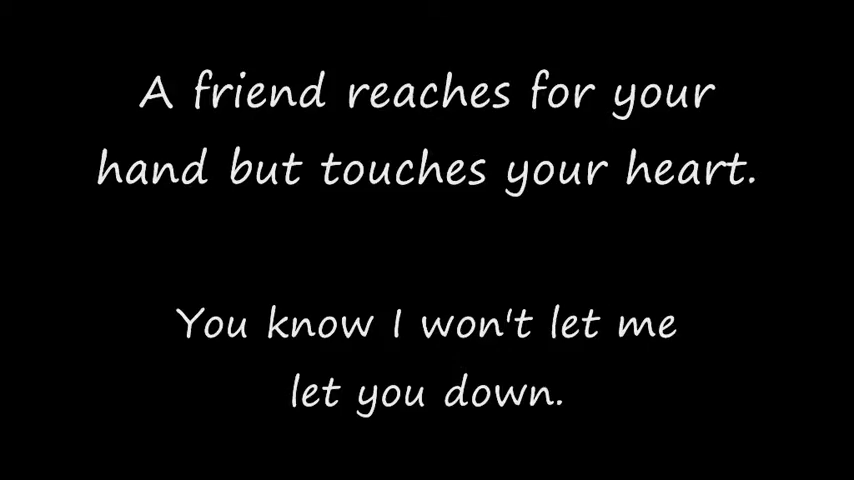 A friend reaches for your
hand but touches your heart.
You know I won't let me
let you down.